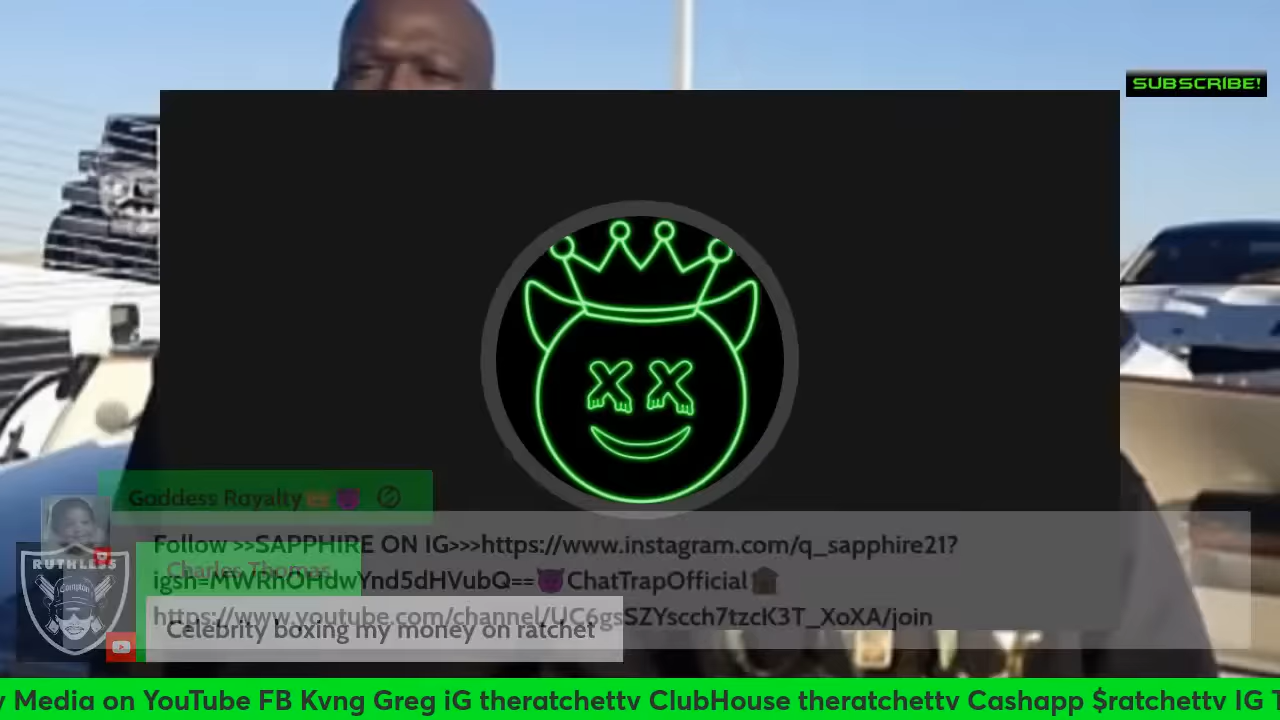 SUBSCRIBE!
Goddess Royalty
Follow >>SAPPHIRE ON IG>>>https://www.instagram.com/q_sapphire21?
igsh=MWRhOHdwYnd5dHVubQ==😈ChatTrapOfficial🏚
https://www.youtube.com/channel/UC6gsSZYscch7tzcK3T_XoXA/join
Charles Thomas
Celebrity boxing my money on ratchet
RUTHLESS
Compton
y Media on YouTube FB Kvng Greg iG theratchettv ClubHouse theratchettv Cashapp $ratchettv IG T